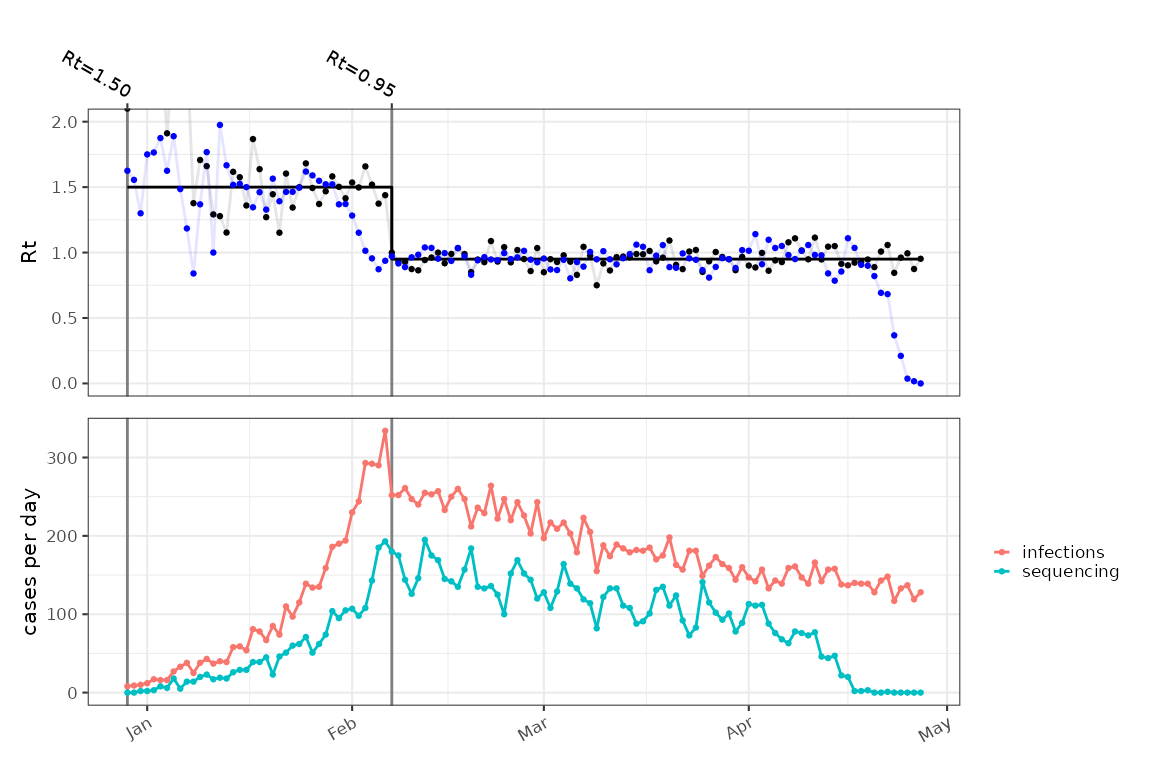 Rt=1.50
Rt=0.95
2.0
1.5
1.0
0.5
0.0
Rt
300
200
100
0
cases per day
Jan
Feb
Mar
Apr
May
infections
sequencing